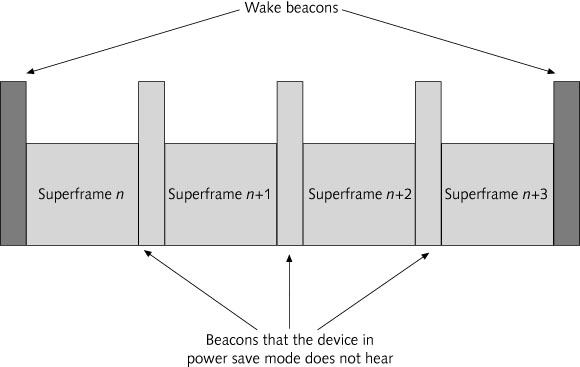 Wake beacons
Superframe n
Superframe n+1
Superframe n+2
Superframe n+3
Beacons that the device in
power save mode does not hear